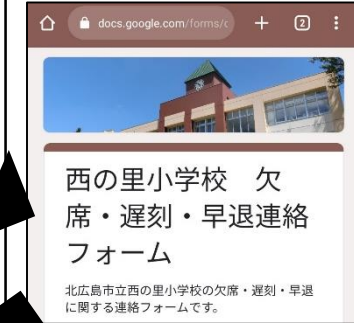 docs.google.com/forms/c
2
西の里小学校　欠
席・遅刻・早退連絡
フォーム
北広島市立西の里小学校の欠席・遅刻・早退
に関する連絡フォームです。